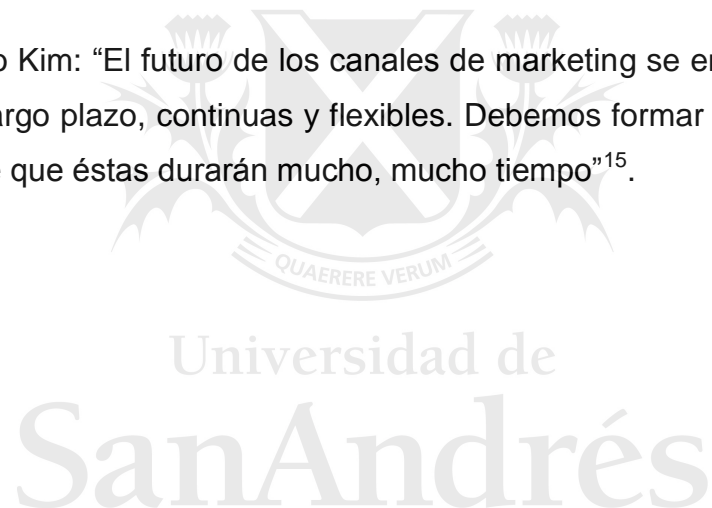 o Kim: “El futuro de los canales de marketing se en
argo plazo, continuas y flexibles. Debemos formar
e que éstas durarán mucho, mucho tiempo”15.
QUAERERE VERUM
Universidad de
SanAndrés